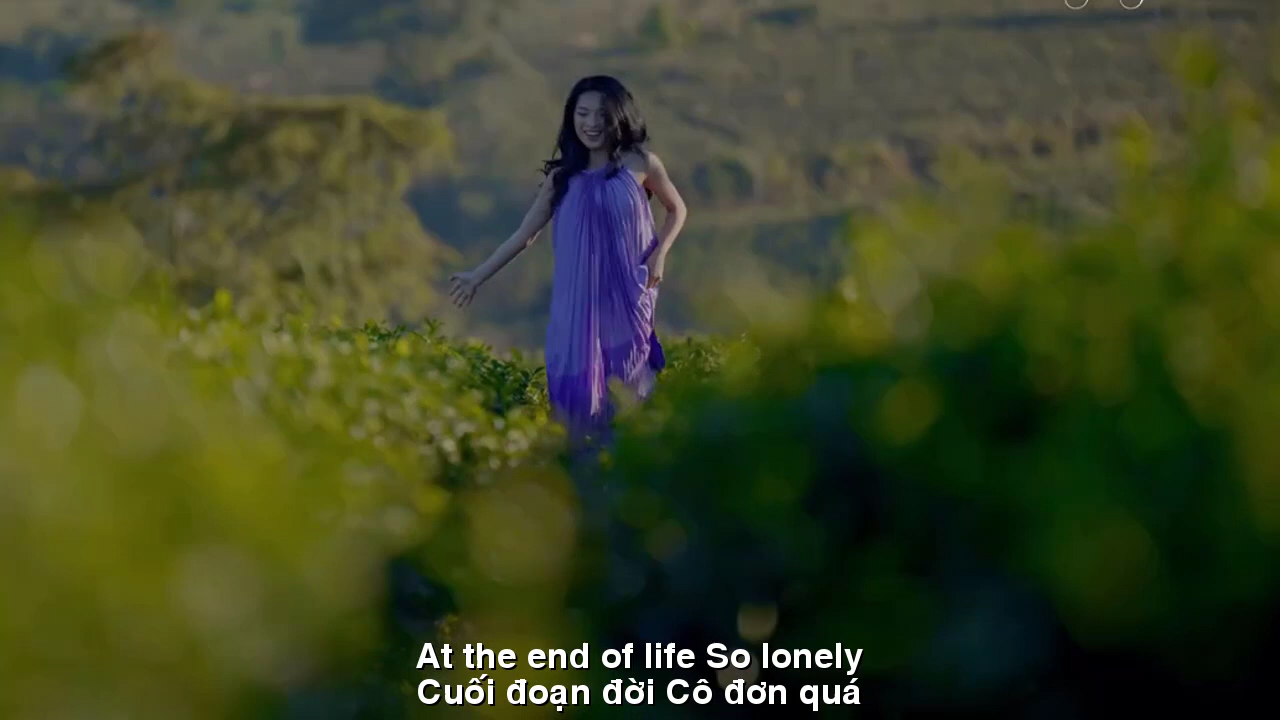 At the end of life So lonely
Cuối đoạn đời Cô đơn quá